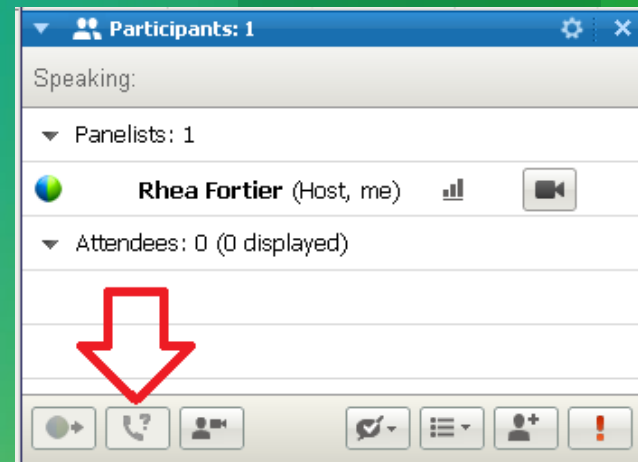 Participants: 1
Speaking:
Panelists: 1
Rhea Fortier (Host, me)
Attendees: 0 (0 displayed)